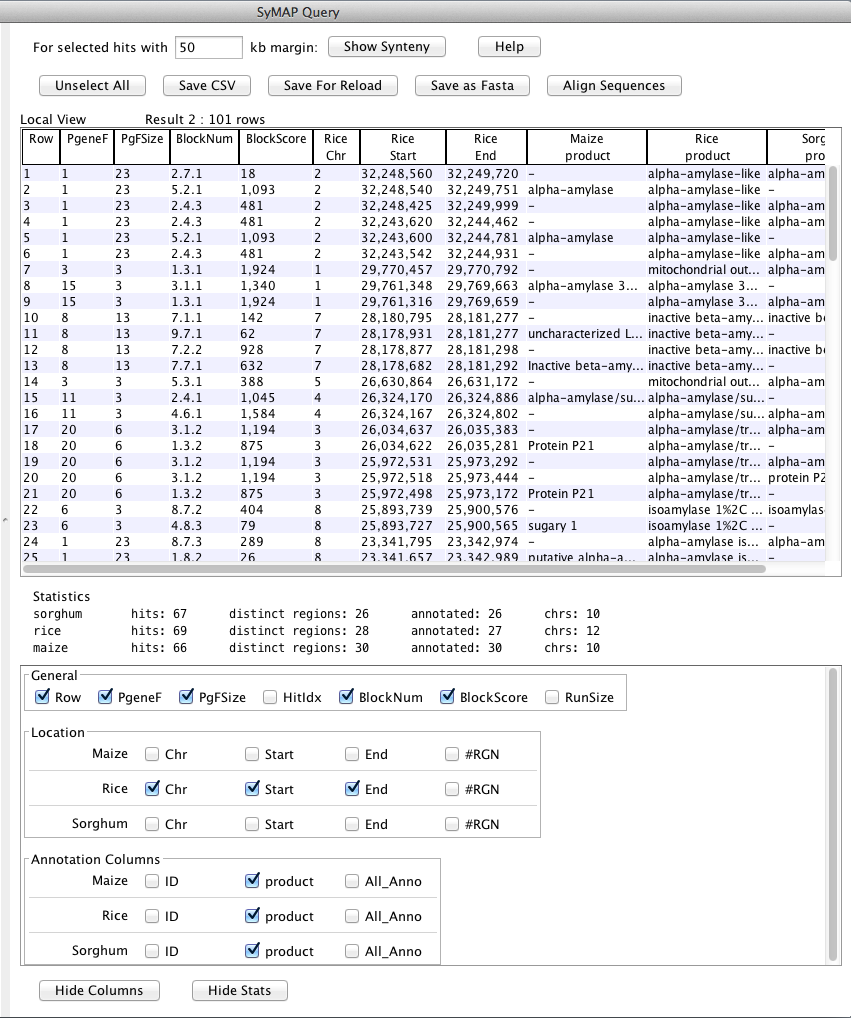 SyMAP Query
For selected hits with 50 kb margin: Show Synteny Help
Unselect All Save CSV Save For Reload Save as Fasta Align Sequences
Local View Result 2 : 101 rows
Row PgeneF PgFSize BlockNum BlockScore Rice Rice Rice Maize Rice Sorg
Chr Start End product product pro
1 1 23 2.7.1 18 2 32,248,560 32,249,720 – alpha-amylase-like alpha-am
2 1 23 5.2.1 1,093 2 32,248,540 32,249,751 alpha-amylase alpha-amylase-like –
3 1 23 2.4.3 481 2 32,248,425 32,249,999 – alpha-amylase-like alpha-am
4 1 23 2.4.3 481 2 32,243,620 32,244,462 – alpha-amylase-like alpha-am
5 1 23 5.2.1 1,093 2 32,243,600 32,244,781 alpha-amylase alpha-amylase-like –
6 1 23 2.4.3 481 2 32,243,542 32,244,931 – alpha-amylase-like alpha-am
7 3 3 1.3.1 1,924 1 29,770,457 29,770,792 – mitochondrial out... alpha-am
8 15 3 3.1.1 1,340 1 29,761,348 29,769,663 alpha-amylase 3... alpha-amylase 3... –
9 15 3 1.3.1 1,924 1 29,761,316 29,769,659 – alpha-amylase 3... alpha-am
10 8 13 7.1.1 142 7 28,180,795 28,181,277 – inactive beta-amy... inactive be
11 8 13 9.7.1 62 7 28,178,931 28,181,277 uncharacterized L... inactive beta-amy... –
12 8 13 7.2.2 928 7 28,178,877 28,181,298 – inactive beta-amy... inactive be
13 8 13 7.7.1 632 7 28,178,682 28,181,292 Inactive beta-amy... inactive beta-amy... –
14 3 3 5.3.1 388 5 26,630,864 26,631,172 – mitochondrial out... alpha-am
15 11 3 2.4.1 1,045 4 26,324,170 26,324,886 alpha-amylase/su... alpha-amylase/su... –
16 11 3 4.6.1 1,584 4 26,324,167 26,324,802 – alpha-amylase/su... alpha-am
17 20 6 3.1.2 1,194 3 26,034,637 26,035,383 – alpha-amylase/tr... alpha-am
18 20 6 1.3.2 875 3 26,034,622 26,035,281 Protein P21 alpha-amylase/tr... –
19 20 6 3.1.2 1,194 3 25,972,531 25,973,292 – alpha-amylase/tr... alpha-am
20 20 6 3.1.2 1,194 3 25,972,518 25,973,444 – alpha-amylase/tr... protein P2
21 20 6 1.3.2 875 3 25,972,498 25,973,172 Protein P21 alpha-amylase/tr... –
22 6 3 8.7.2 404 8 25,893,739 25,900,576 – isoamylase 1%2C ... isoamylas
23 6 3 4.8.3 79 8 25,893,727 25,900,565 sugary 1 isoamylase 1%2C ... –
24 1 23 8.7.3 289 8 23,341,795 23,342,974 – alpha-amylase is... alpha-am
25 1 23 1.8.2 26 8 23,341,657 23,342,989 putative alpha-a... alpha-amylase is... –
Statistics
sorghum hits: 67 distinct regions: 26 annotated: 26 chrs: 10
rice hits: 69 distinct regions: 28 annotated: 27 chrs: 12
maize hits: 66 distinct regions: 30 annotated: 30 chrs: 10
General
Row PgeneF PgFSize HitIdx BlockNum BlockScore RunSize
Location
Maize Chr Start End #RGN
Rice Chr Start End #RGN
Sorghum Chr Start End #RGN
Annotation Columns
Maize ID product All_Anno
Rice ID product All_Anno
Sorghum ID product All_Anno
Hide Columns Hide Stats